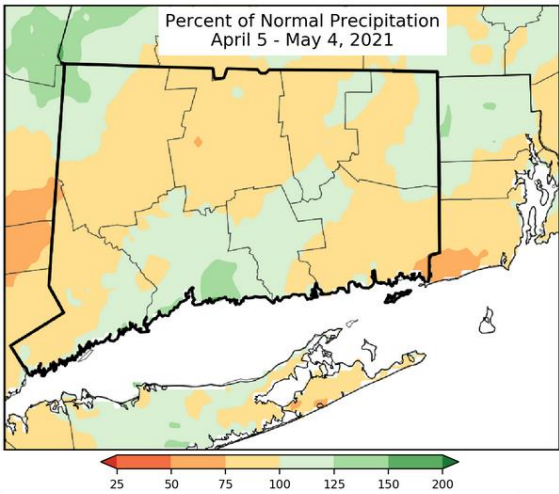 Percent of Normal Precipitation
April 5 - May 4, 2021
25 50 75 100 125 150 200